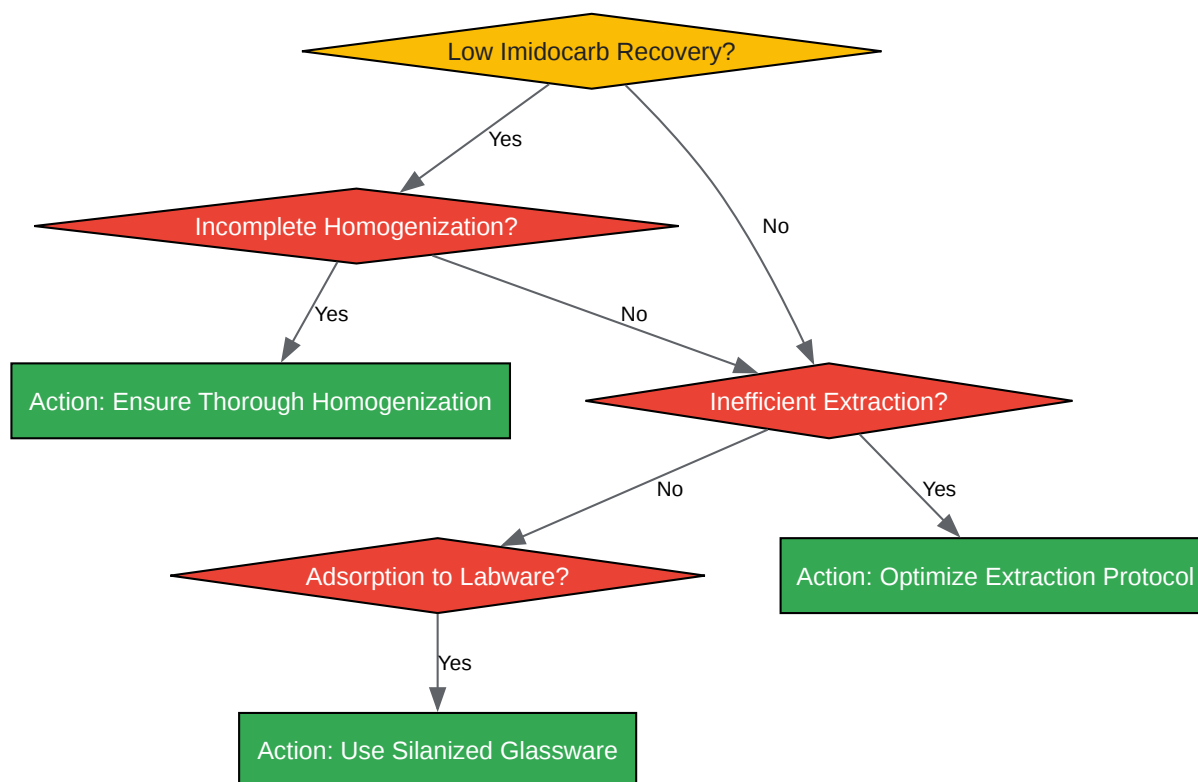 Low Imidocarb Recovery?
Yes
Incomplete Homogenization?
No
Yes
No
Action: Ensure Thorough Homogenization
Inefficient Extraction?
No
Yes
Adsorption to Labware?
Action: Optimize Extraction Protocol
Yes
Action: Use Silanized Glassware